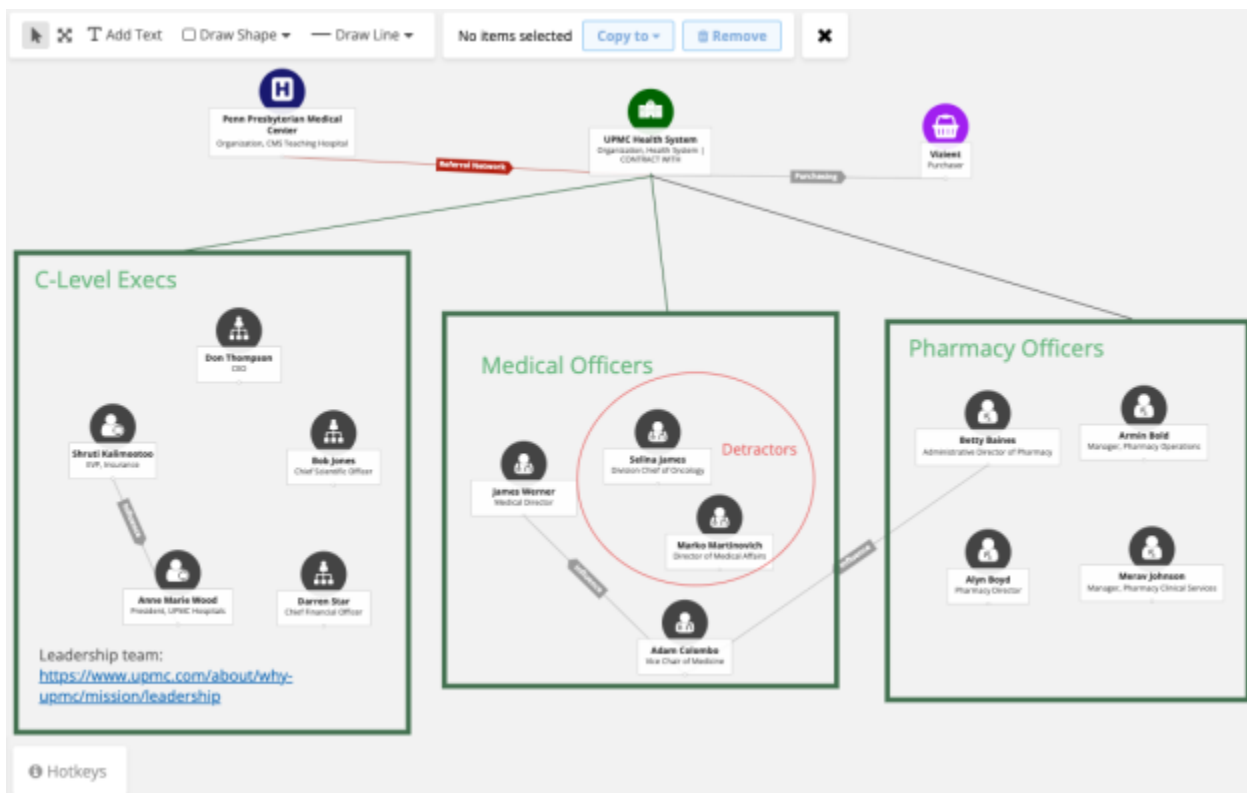 Add Text
Draw Shape
Draw Line
No items selected
Copy to
Remove
Penn Presbyterian Medical
Center
Organization, CMS Teaching Hospital
UPMC Health System
Organization, Health System |
CONTRACT WITH
Vizient
Purchaser
Referral Network
Purchasing
C-Level Execs
Don Thompson
CEO
Shruti Kalimootoo
EVP, Insurance
Bob Jones
Chief Scientific Officer
Influence
Anne Marie Wood
President, UPMC Hospitals
Darren Star
Chief Financial Officer
Leadership team:
https://www.upmc.com/about/why-
upmc/mission/leadership
Medical Officers
Detractors
Selina James
Division Chief of Oncology
James Werner
Medical Director
Marko Martinovich
Director of Medical Affairs
Influence
Adam Colombo
Vice Chair of Medicine
Influence
Pharmacy Officers
Betty Baines
Administrative Director of Pharmacy
Armin Bold
Manager, Pharmacy Operations
Alyn Boyd
Pharmacy Director
Merav Johnson
Manager, Pharmacy Clinical Services
Hotkeys